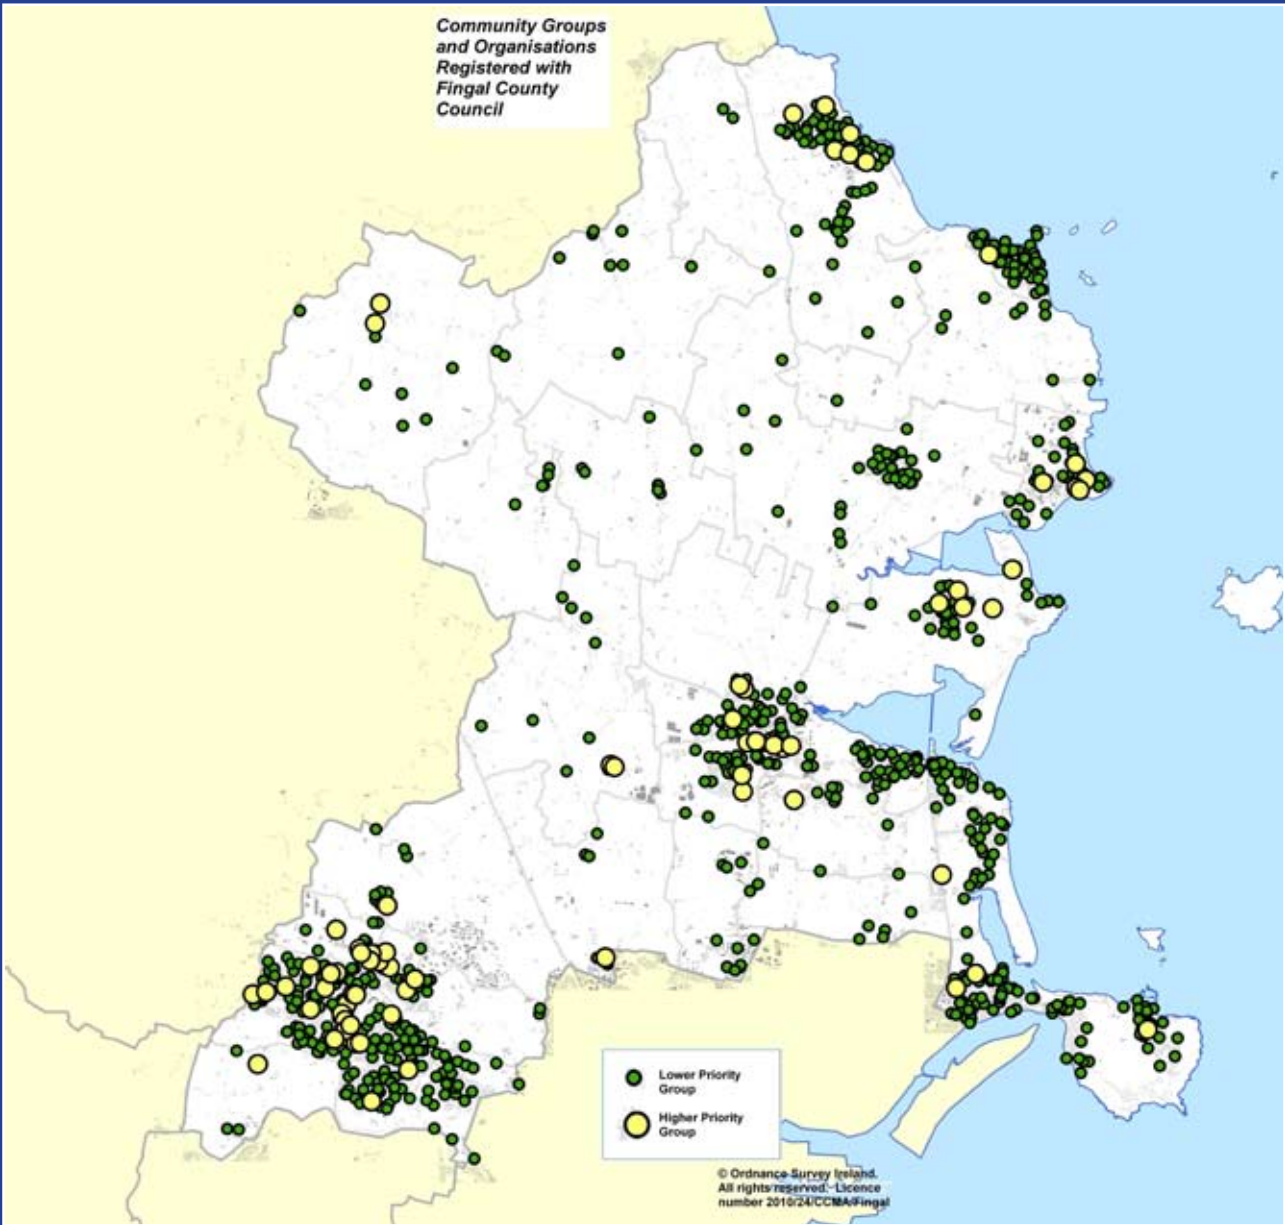 Community Groups
and Organisations
Registered with
Fingal County
Council
Lower Priority
Group
Higher Priority
Group
© Ordnance Survey Ireland.
All rights reserved. Licence
number 2010/24/CCMA/Fingal